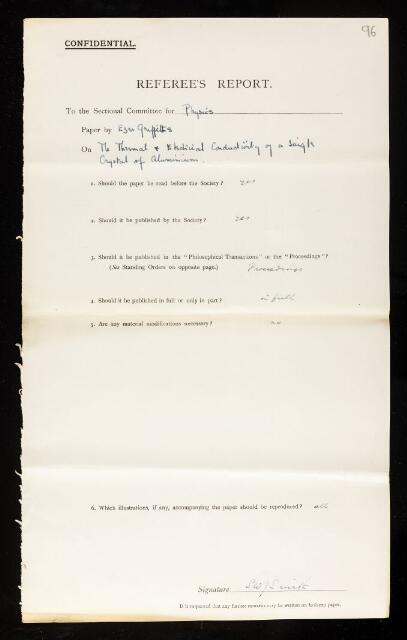 96
CONFIDENTIAL.
REFEREE'S REPORT.
To the Sectional Committee for Physics
Paper by Ezer Griffiths
On The Thermal & Electrical Conductivity of a Single
Crystal of Aluminium.
1. Should the paper be read before the Society? yes
2. Should it be published by the Society? yes
3. Should it be published in the "Philosophical Transactions" or the "Proceedings"?
(See Standing Orders on opposite page.) Proceedings
4. Should it be published in full or only in part? in full
5. Are any material modifications necessary? no
6. Which illustrations, if any, accompanying the paper should be reproduced? all
Signature SWJ Smith
It is requested that any further remarks may be written on foolscap paper.